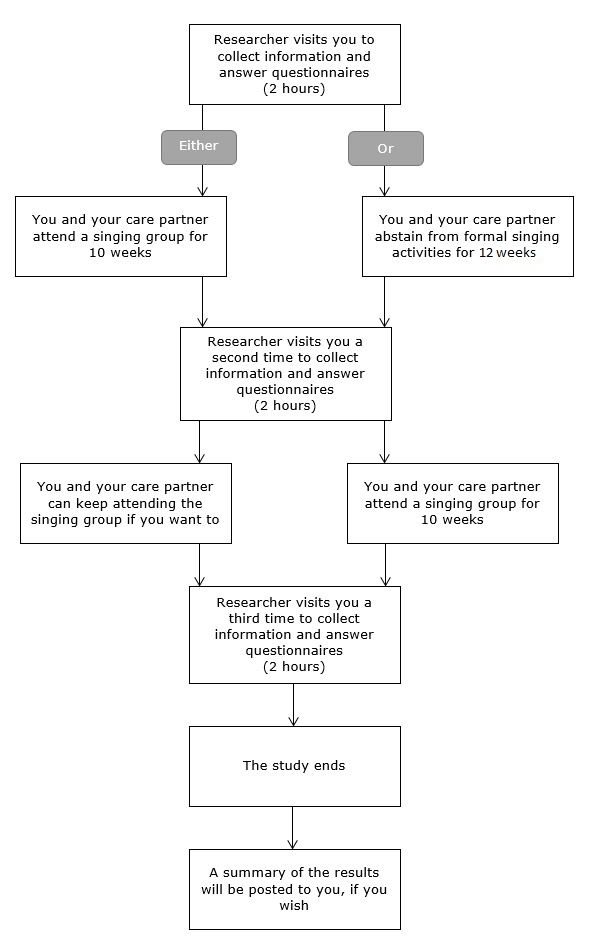 Researcher visits you to
collect information and
answer questionnaires
(2 hours)
Either
Or
You and your care partner
attend a singing group for
10 weeks
You and your care partner
abstain from formal singing
activities for 12 weeks
Researcher visits you a
second time to collect
information and answer
questionnaires
(2 hours)
You and your care partner
can keep attending the
singing group if you want to
You and your care partner
attend a singing group for
10 weeks
Researcher visits you a
third time to collect
information and answer
questionnaires
(2 hours)
The study ends
A summary of the results
will be posted to you, if you
wish